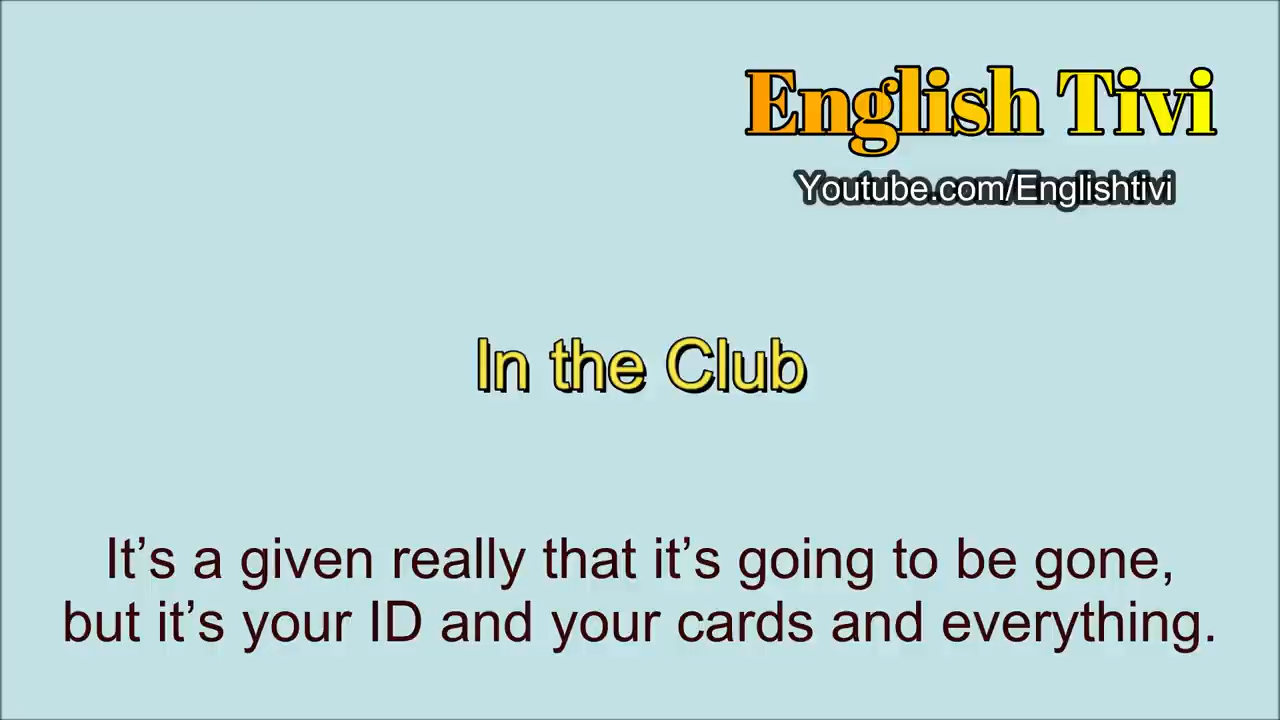 English Tivi
Youtube.com/Englishtivi
In the Club
It’s a given really that it’s going to be gone,
but it’s your ID and your cards and everything.